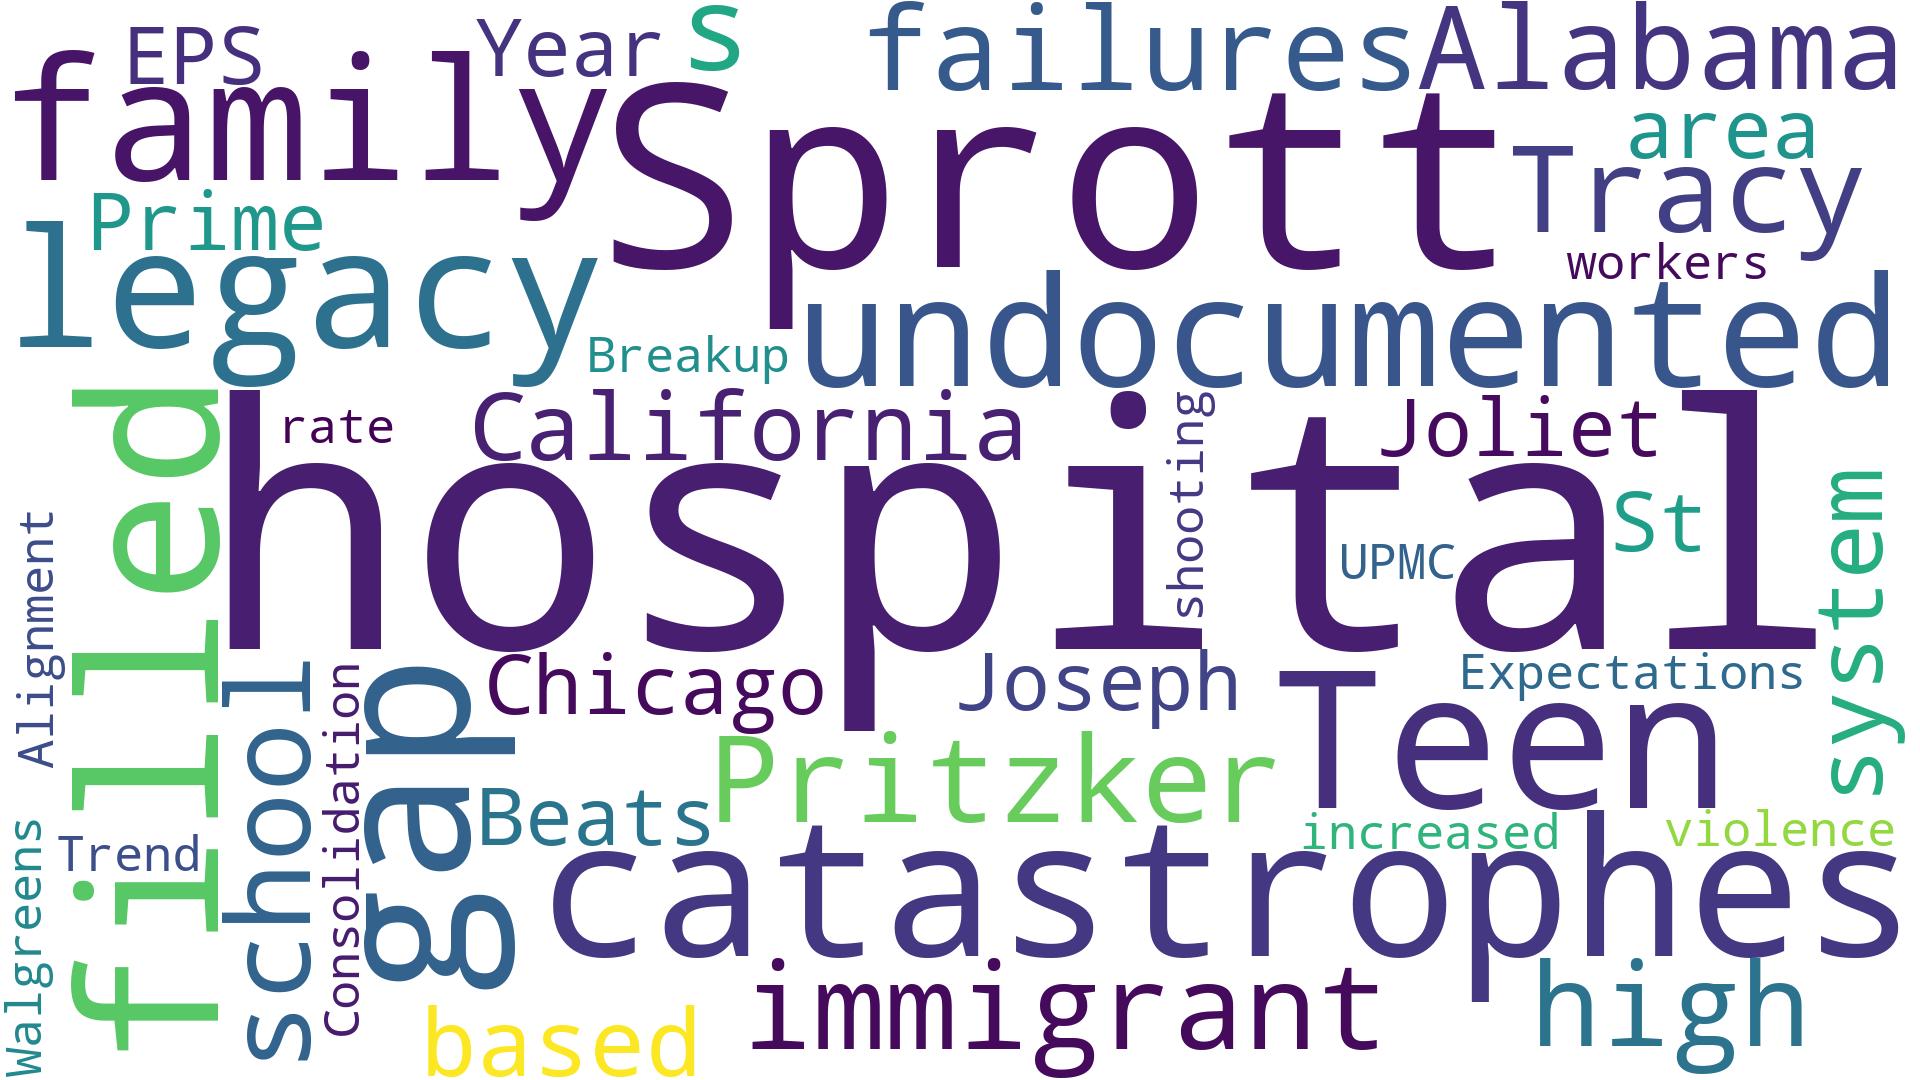 EPS
Year
s
failures
Alabama
family
Sprott
area
Tracy
Prime
legacy
workers
undocumented
Breakup
filled
rate
California
hospital
shooting
Joliet
St
UPMC
system
Alignment
school
Consolidation
gap
Chicago
Joseph
Expectations
Teen
Pritzker
Beats
increased
violence
Trend
Walgreens
catastrophes
based
immigrant
high